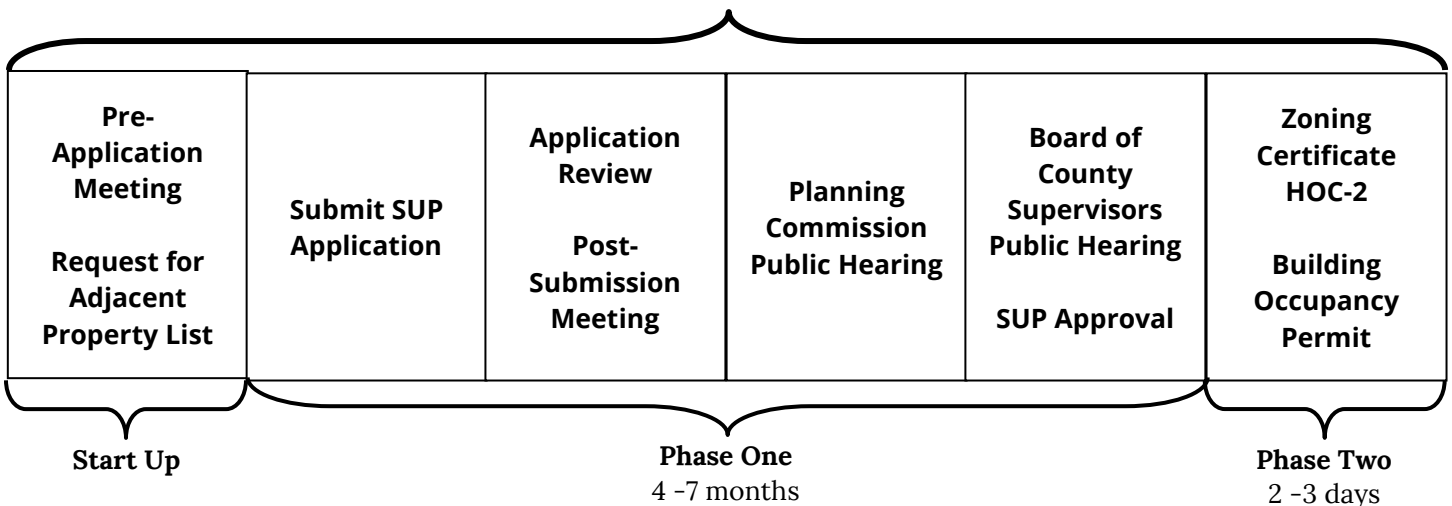 Pre-
Application
Meeting
Request for
Adjacent
Property List
Submit SUP
Application
Application
Review
Post-
Submission
Meeting
Planning
Commission
Public Hearing
Board of
County
Supervisors
Public Hearing
SUP Approval
Zoning
Certificate
HOC-2
Building
Occupancy
Permit
Start Up
Phase One
4 -7 months
Phase Two
2 -3 days